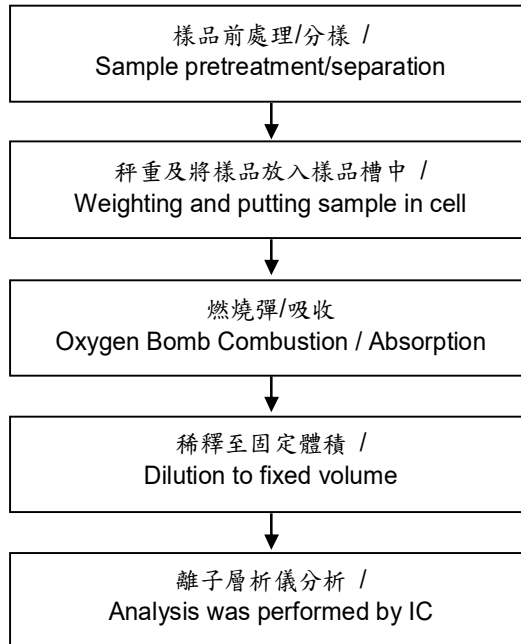 樣品前處理/分樣 /
Sample pretreatment/separation
秤重及將樣品放入樣品槽中 /
Weighting and putting sample in cell
燃燒彈/吸收
Oxygen Bomb Combustion / Absorption
稀釋至固定體積 /
Dilution to fixed volume
離子層析儀分析 /
Analysis was performed by IC